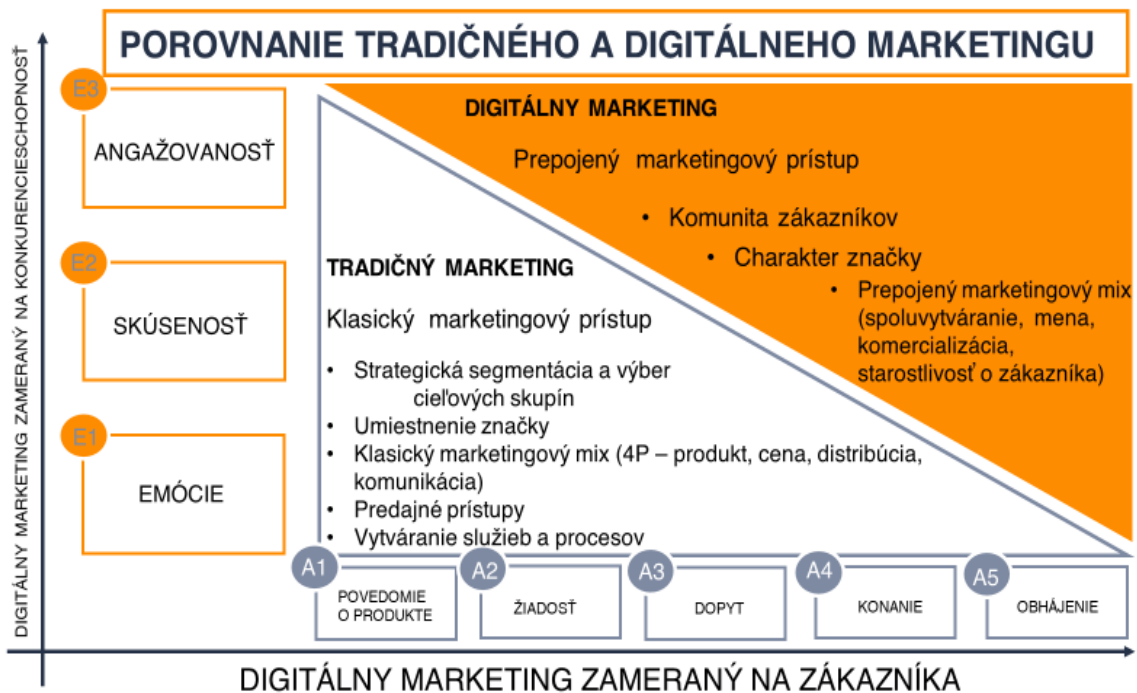 POROVNANIE TRADIČNÉHO A DIGITÁLNEHO MARKETINGU
DIGITÁLNY MARKETING ZAMERANÝ NA KONKURENCIESCHOPNOSŤ
E3
ANGAŽOVANOSŤ
E2
SKÚSENOSŤ
E1
EMÓCIE
DIGITÁLNY MARKETING
Prepojený marketingový prístup
• Komunita zákazníkov
• Charakter značky
• Prepojený marketingový mix
(spoluvytváranie, mena,
komercializácia,
starostlivosť o zákazníka)
TRADIČNÝ MARKETING
Klasický marketingový prístup
• Strategická segmentácia a výber
cieľových skupín
• Umiestnenie značky
• Klasický marketingový mix (4P – produkt, cena, distribúcia,
komunikácia)
• Predajné prístupy
• Vytváranie služieb a procesov
A1
POVEDOMIE
O PRODUKTE
A2
ŽIADOSŤ
A3
DOPYT
A4
KONANIE
A5
OBHÁJENIE
DIGITÁLNY MARKETING ZAMERANÝ NA ZÁKAZNÍKA